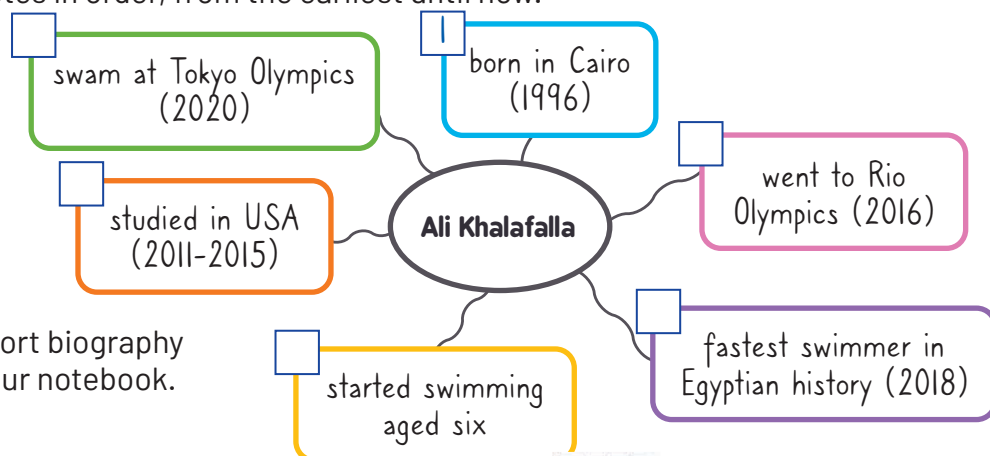 in order, from the earliest until now.
1
swam at Tokyo Olympics
(2020)
born in Cairo
(1996)
went to Rio
Olympics (2016)
studied in USA
(2011-2015)
Ali Khalafalla
fastest swimmer in
Egyptian history (2018)
started swimming
aged six
ort biography
ur notebook.